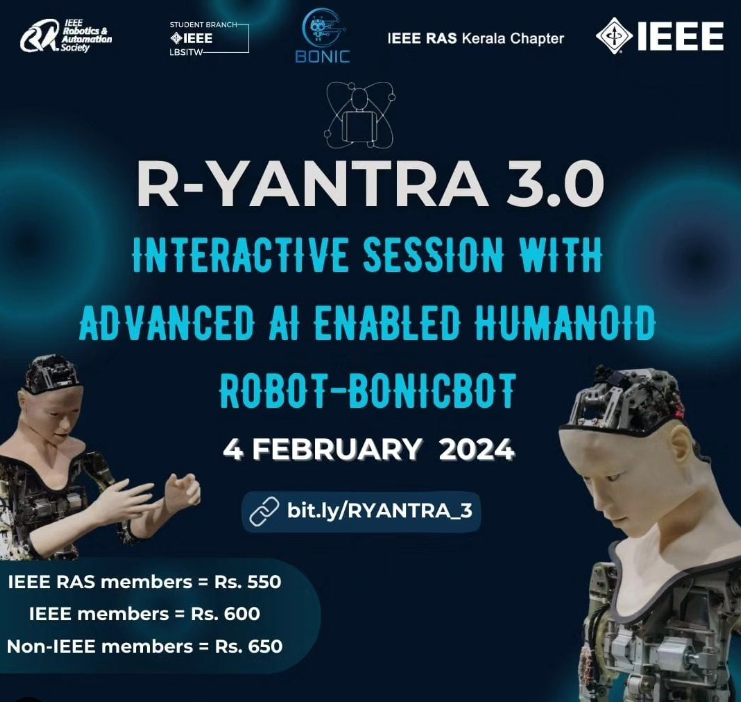 IEEE
Robotics &
Automation
Society
STUDENT BRANCH
IEEE
LBSITW
BONIC
IEEE RAS Kerala Chapter
IEEE
R-YANTRA 3.0
INTERACTIVE SESSION WITH
ADVANCED AI ENABLED HUMANOID
ROBOT-BONICBOT
4 FEBRUARY 2024
bit.ly/RYANTRA_3
IEEE RAS members = Rs. 550
IEEE members = Rs. 600
Non-IEEE members = Rs. 650